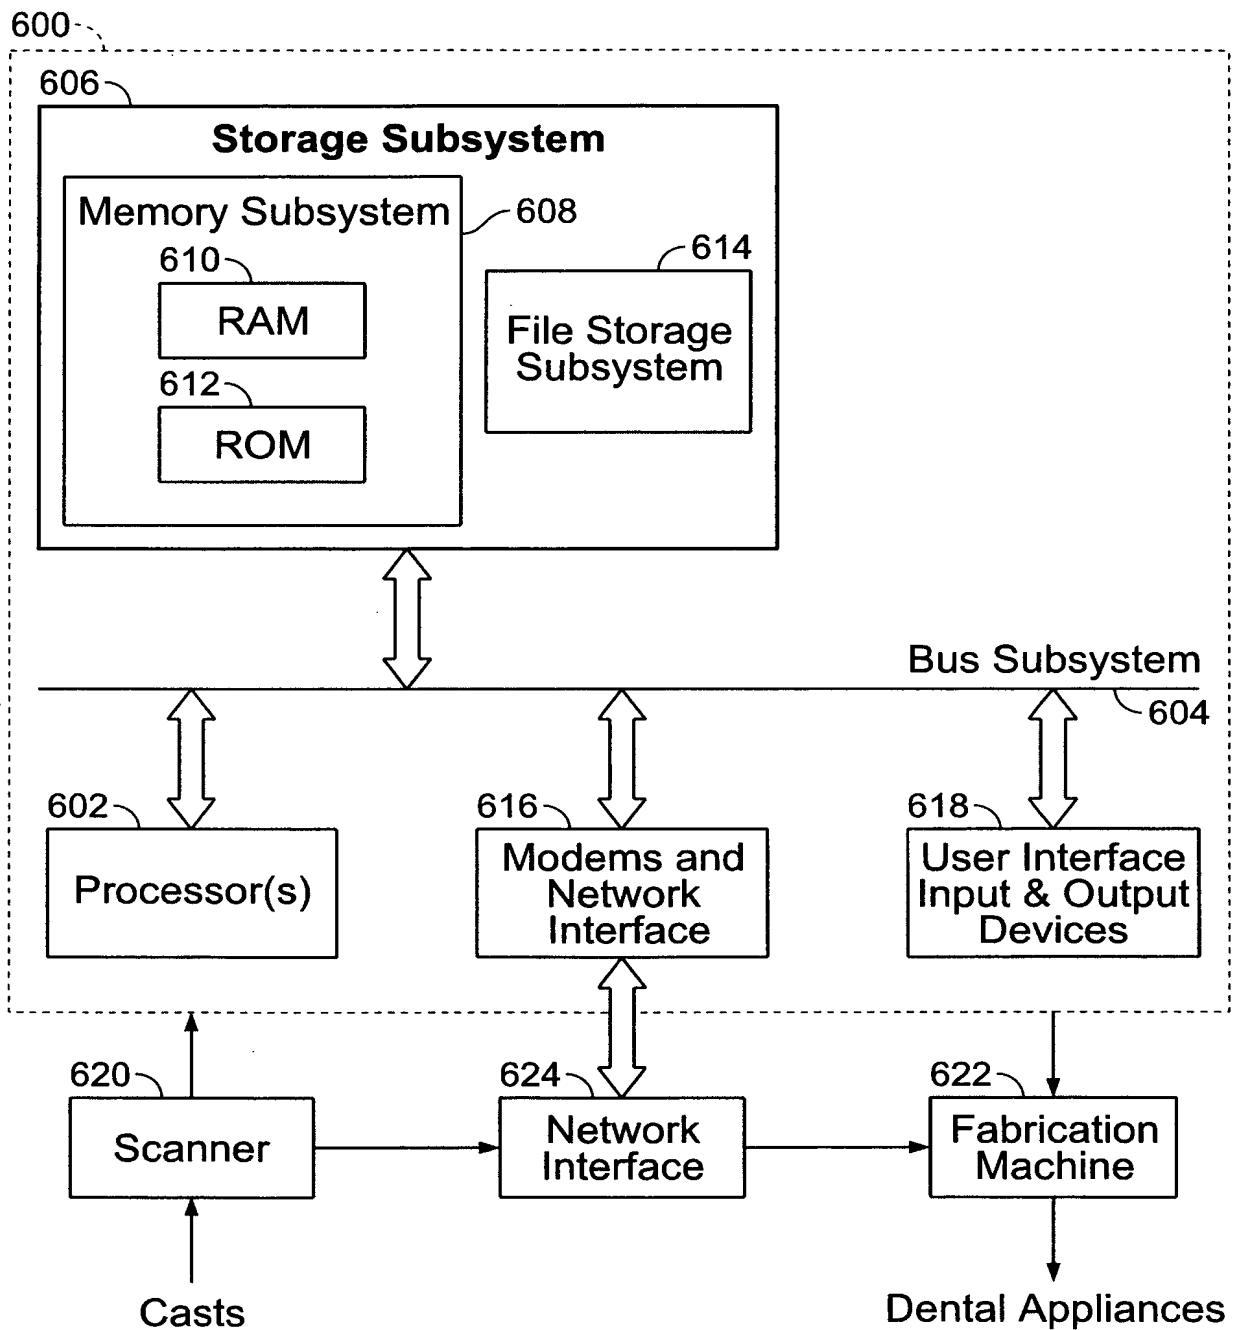 600
606
Storage Subsystem
Memory Subsystem
608
610
RAM
614
File Storage
Subsystem
612
ROM
Bus Subsystem
604
602
Processor(s)
616
Modems and
Network
Interface
618
User Interface
Input & Output
Devices
620
Scanner
624
Network
Interface
622
Fabrication
Machine
Casts
Dental Appliances